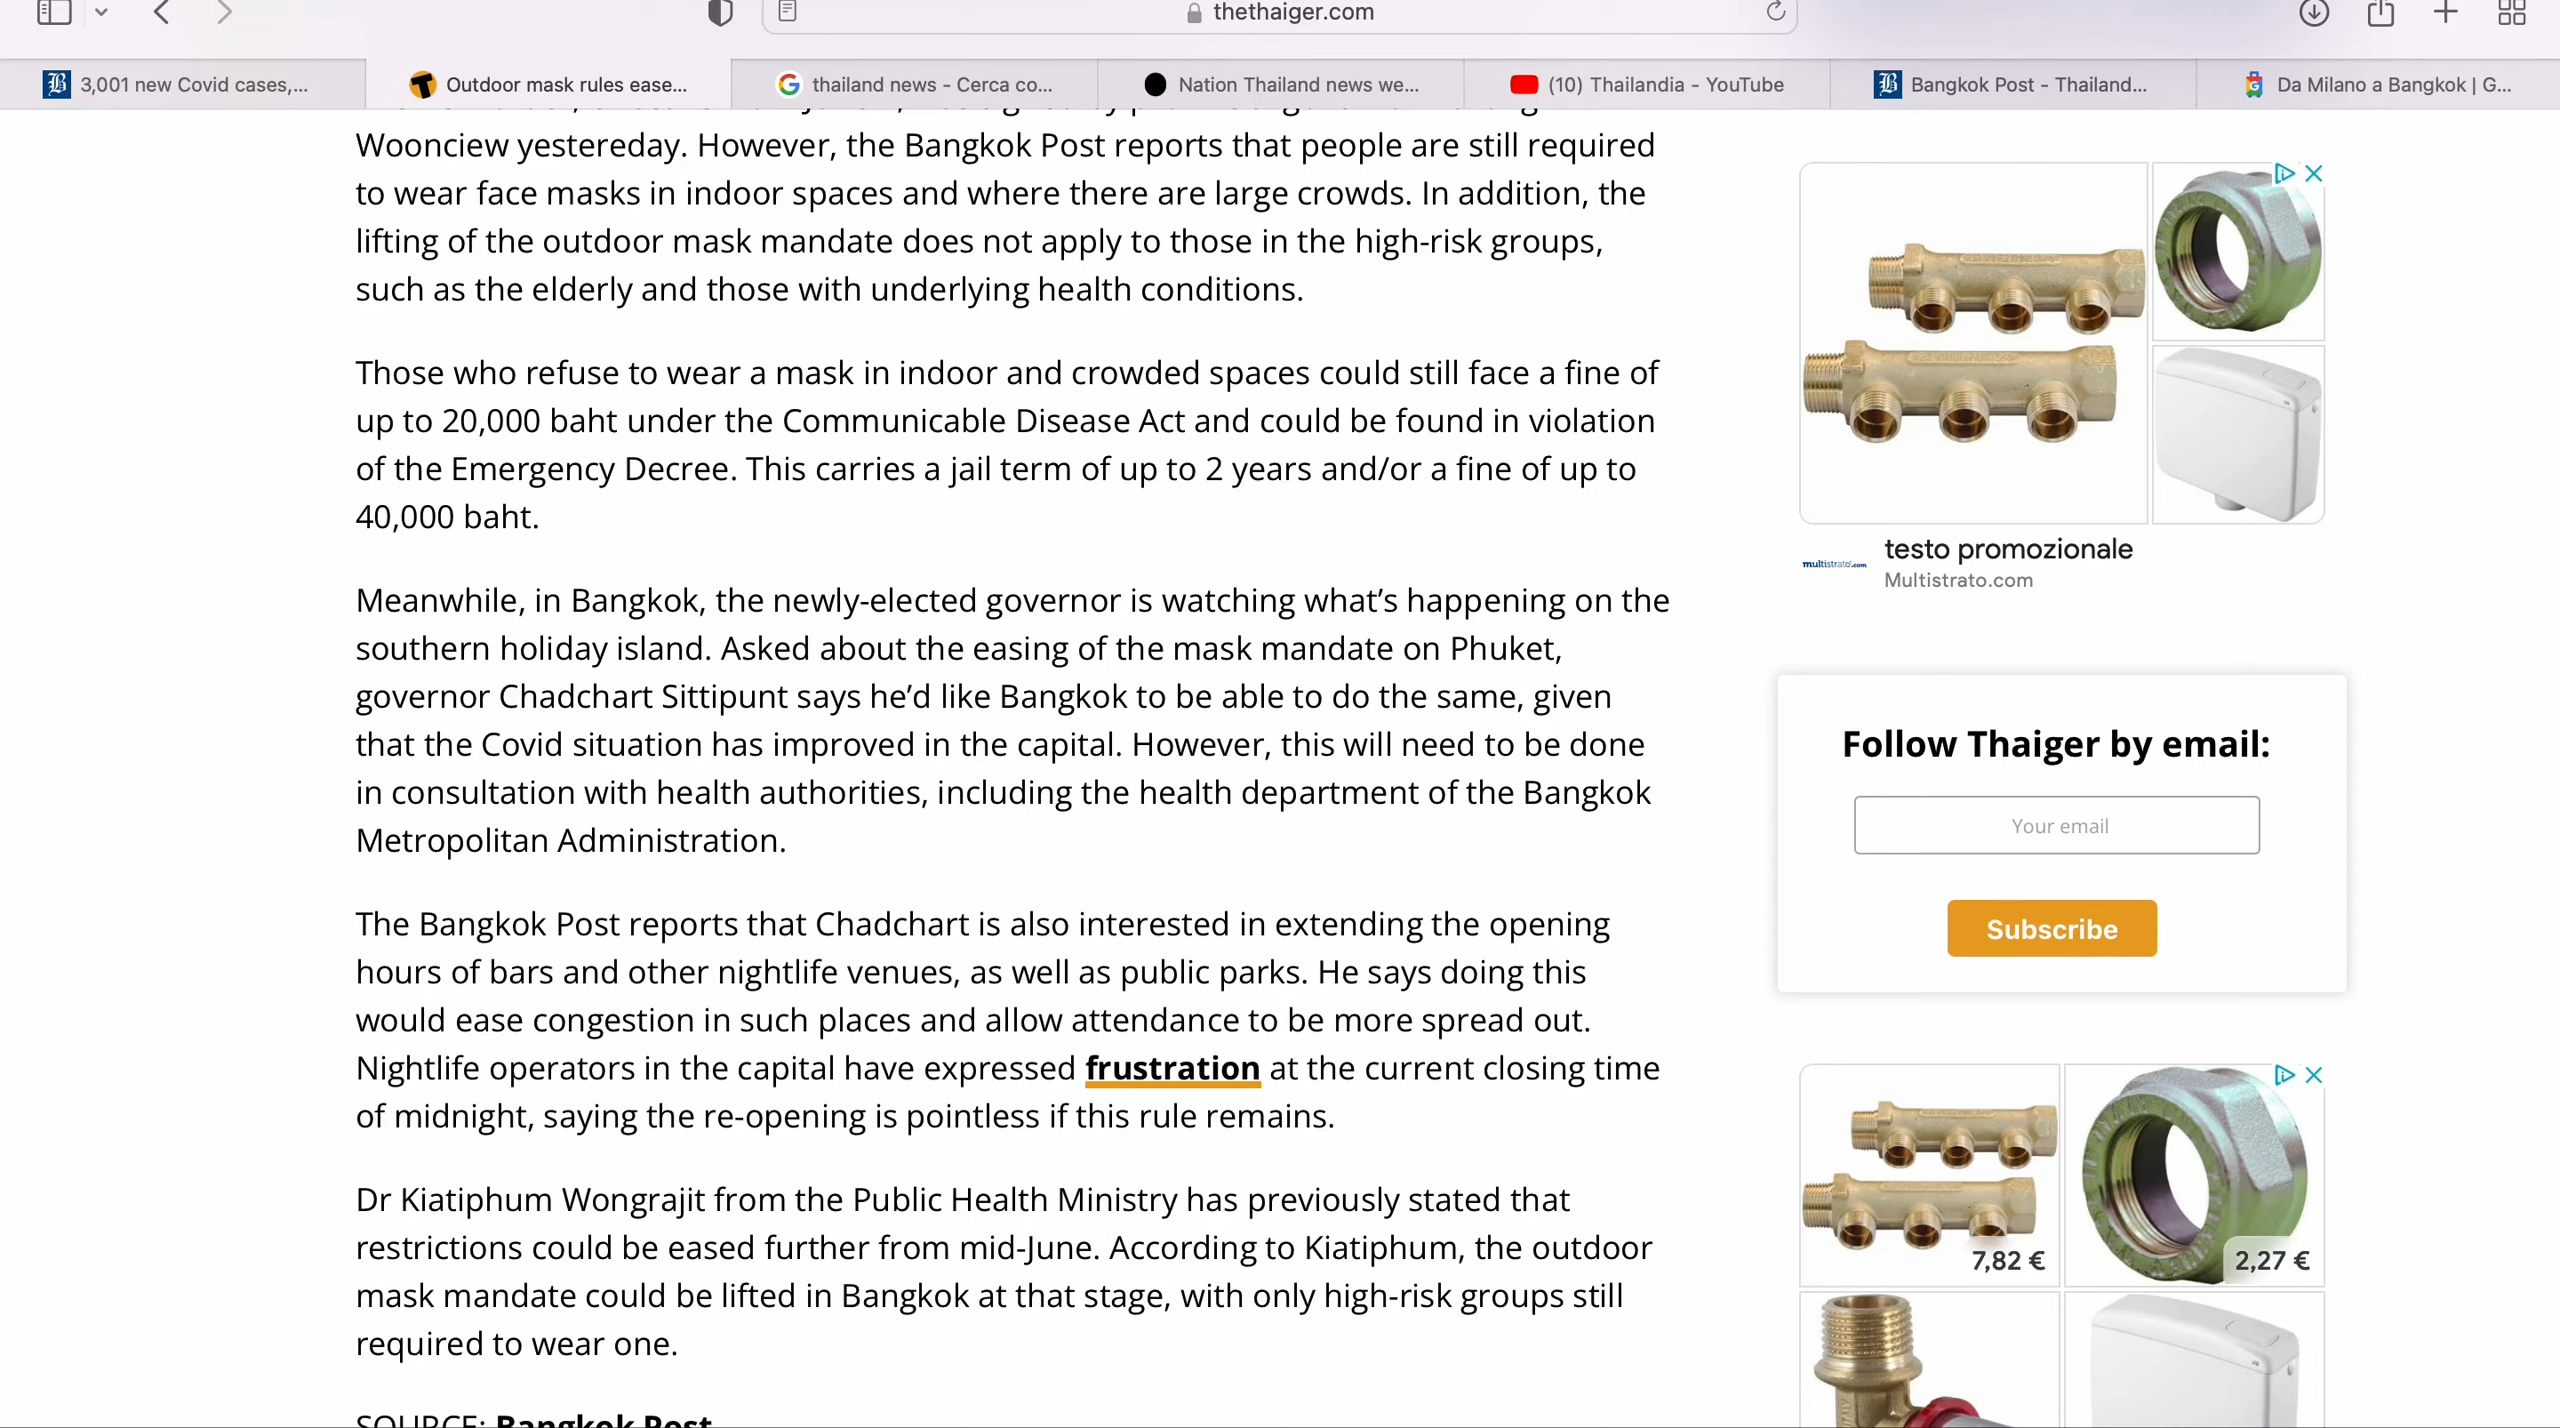 thethaiger.com
3,001 new Covid cases,...
Outdoor mask rules ease...
thailand news - Cerca co...
Nation Thailand news we...
(10) Thailandia - YouTube
Bangkok Post - Thailand...
Da Milano a Bangkok | G...
Woonciew yestereday. However, the Bangkok Post reports that people are still required
to wear face masks in indoor spaces and where there are large crowds. In addition, the
lifting of the outdoor mask mandate does not apply to those in the high-risk groups,
such as the elderly and those with underlying health conditions.
Those who refuse to wear a mask in indoor and crowded spaces could still face a fine of
up to 20,000 baht under the Communicable Disease Act and could be found in violation
of the Emergency Decree. This carries a jail term of up to 2 years and/or a fine of up to
40,000 baht.
Meanwhile, in Bangkok, the newly-elected governor is watching what's happening on the
southern holiday island. Asked about the easing of the mask mandate on Phuket,
governor Chadchart Sittipunt says he'd like Bangkok to be able to do the same, given
that the Covid situation has improved in the capital. However, this will need to be done
in consultation with health authorities, including the health department of the Bangkok
Metropolitan Administration.
The Bangkok Post reports that Chadchart is also interested in extending the opening
hours of bars and other nightlife venues, as well as public parks. He says doing this
would ease congestion in such places and allow attendance to be more spread out.
Nightlife operators in the capital have expressed frustration at the current closing time
of midnight, saying the re-opening is pointless if this rule remains.
Dr Kiatiphum Wongrajit from the Public Health Ministry has previously stated that
restrictions could be eased further from mid-June. According to Kiatiphum, the outdoor
mask mandate could be lifted in Bangkok at that stage, with only high-risk groups still
required to wear one.
SOURCE: Bangkok Post
multistrato.com
testo promozionale
Multistrato.com
Follow Thaiger by email:
Your email
Subscribe
7,82 €
2,27 €